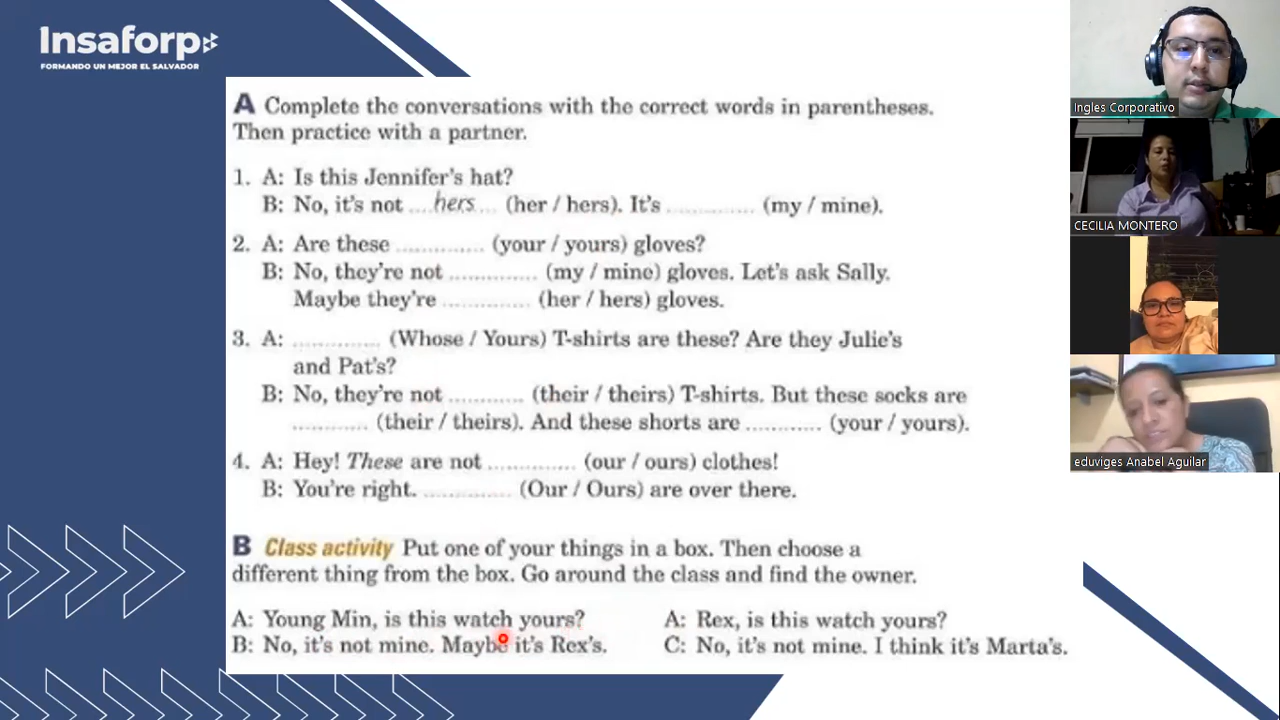 Insaforp
FORMANDO UN MEJOR EL SALVADOR
A Complete the conversations with the correct words in parentheses.
Then practice with a partner.
1. A: Is this Jennifer's hat?
B: No, it's not ....hers.... (her / hers). It's .............. (my / mine).
2. A: Are these .............. (your / yours) gloves?
B: No, they're not .............. (my / mine) gloves. Let's ask Sally.
Maybe they're .............. (her / hers) gloves.
3. A: .............. (Whose / Yours) T-shirts are these? Are they Julie's
and Pat's?
B: No, they're not ............ (their / theirs) T-shirts. But these socks are
............ (their / theirs). And these shorts are ............ (your / yours).
4. A: Hey! These are not .............. (our / ours) clothes!
B: You're right. .............. (Our / Ours) are over there.
B Class activity Put one of your things in a box. Then choose a
different thing from the box. Go around the class and find the owner.
A: Young Min, is this watch yours?
B: No, it's not mine. Maybe it's Rex's.
A: Rex, is this watch yours?
C: No, it's not mine. I think it's Marta's.
Ingles Corporativo
CECILIA MONTERO
eduviges Anabel Aguilar